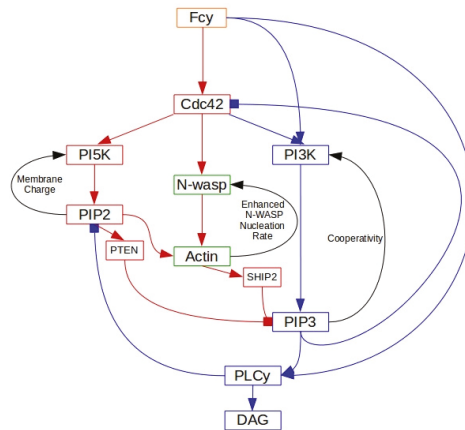 Fcy
Cdc42
PI5K
PI3K
Membrane
Charge
N-wasp
Enhanced
N-WASP
Nucleation
Rate
PIP2
PTEN
Cooperativity
Actin
SHIP2
PIP3
PLCy
DAG